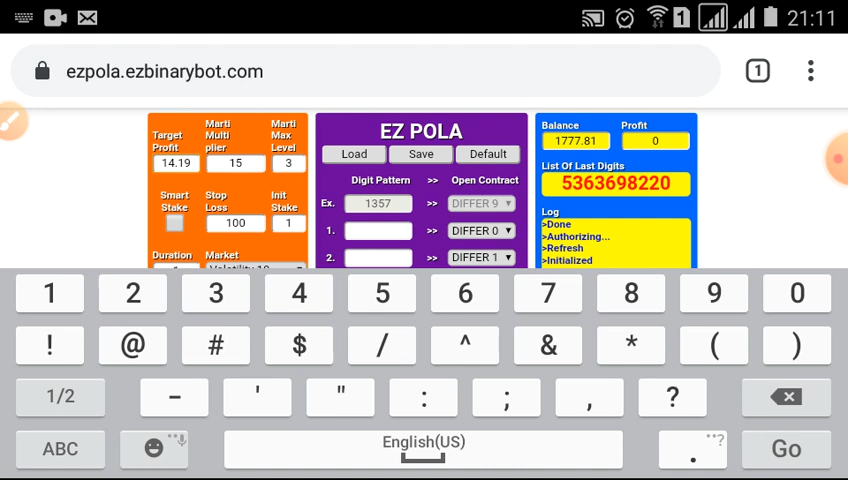 21:11
ezpola.ezbinarybot.com
1
Target Profit
Marti Multi plier
Marti Max Level
14.19
15
3
Smart Stake
Stop Loss
Init Stake
100
1
Duration
Market
EZ POLA
Load
Save
Default
Digit Pattern
>>
Open Contract
Ex.
1357
>>
DIFFER 9
1.
>>
DIFFER 0
2.
>>
DIFFER 1
Balance
Profit
1777.81
0
List Of Last Digits
5363698220
Log
>Done
>Authorizing...
>Refresh
>Initialized
1 2 3 4 5 6 7 8 9 0
! @ # $ / ^ & * ( )
1/2 - ' " : ; , ?
ABC English(US) . Go